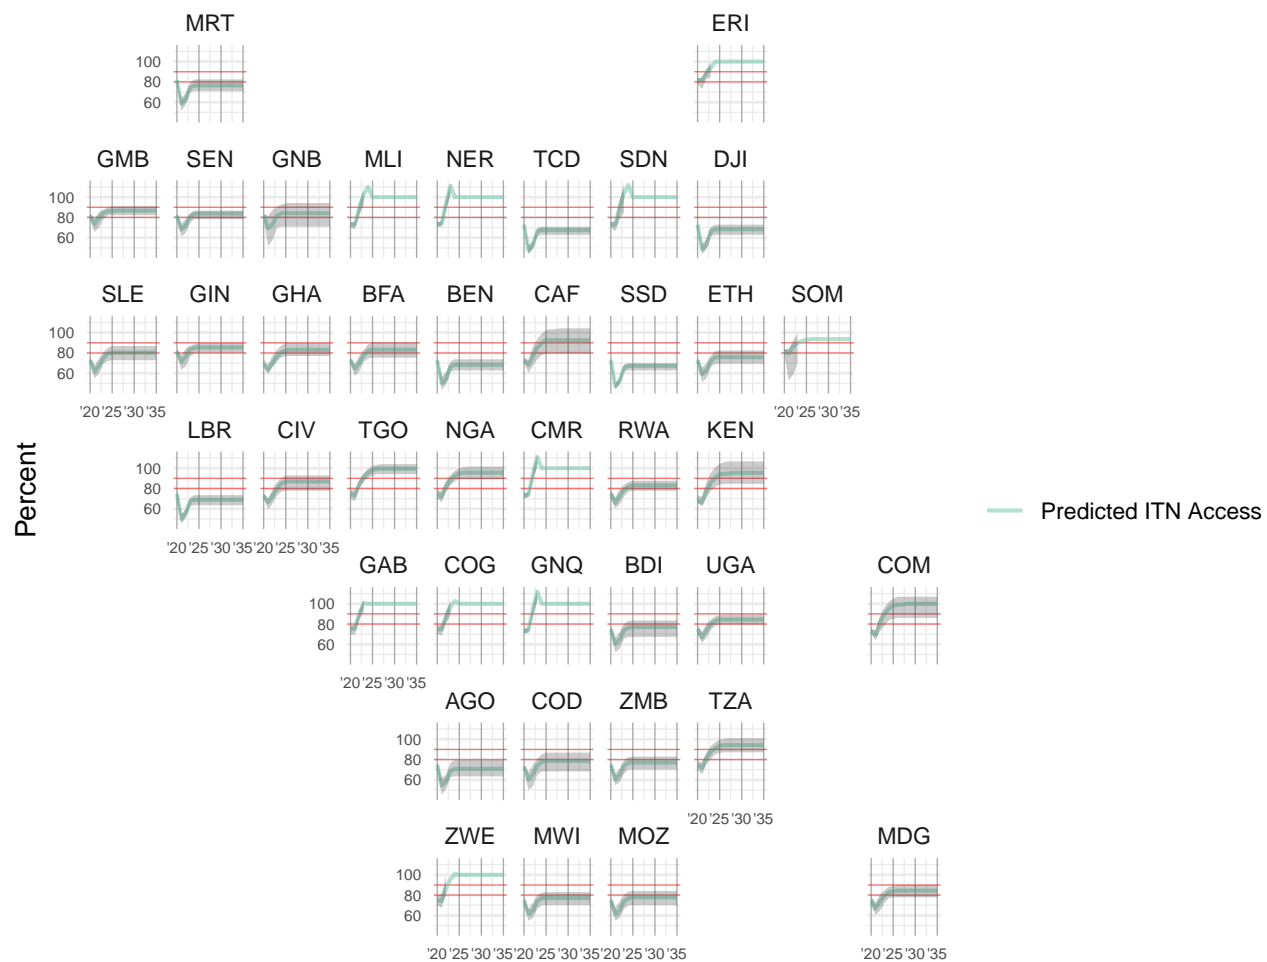 MRT ERI
100
80
60
GMB SEN GNB MLI NER TCD SDN DJI
100
80
60
SLE GIN GHA BFA BEN CAF SSD ETH SOM
100
80
60
'20 '25 '30 '35 '20 '25 '30 '35
LBR CIV TGO NGA CMR RWA KEN
100
80
60
'20 '25 '30 '35 '20 '25 '30 '35
Percent
Predicted ITN Access
GAB COG GNQ BDI UGA COM
100
80
60
'20 '25 '30 '35
AGO COD ZMB TZA
100
80
60
'20 '25 '30 '35
ZWE MWI MOZ MDG
100
80
60
'20 '25 '30 '35 '20 '25 '30 '35 '20 '25 '30 '35 '20 '25 '30 '35